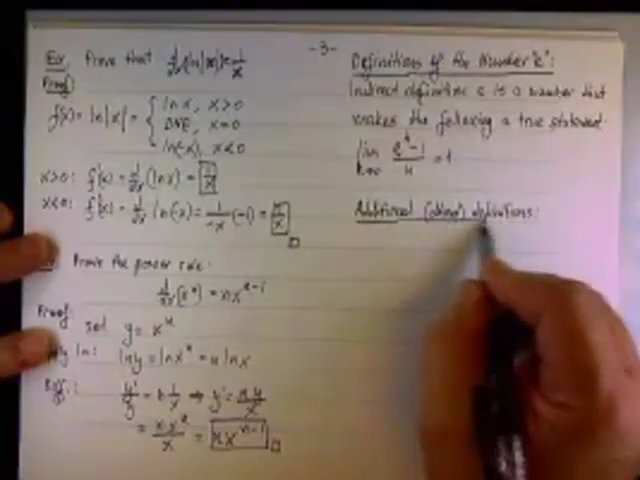 -3-
Ex. Prove that d/dx (ln|x|) = 1/x
Proof:
f(x) = ln|x| = { ln x, x>0
DNE, x=0
ln(-x), x<0
x>0: f'(x) = d/dx (ln x) = 1/x
x<0: f'(x) = d/dx ln(-x) = 1/-x (-1) = 1/x
Prove the power rule:
d/dx (x^n) = nx^n-1
Proof: set y = x^n
ln: ln y = ln x^n = n ln x
y'/y = n 1/x ⇒ y' = ny/x
= nx^n/x = nx^n-1
Definitions of the Number "e":
Indirect definition e is a number that
makes the following a true statement
lim h→0 e^h-1/h = 1
Additional (other) definitions: